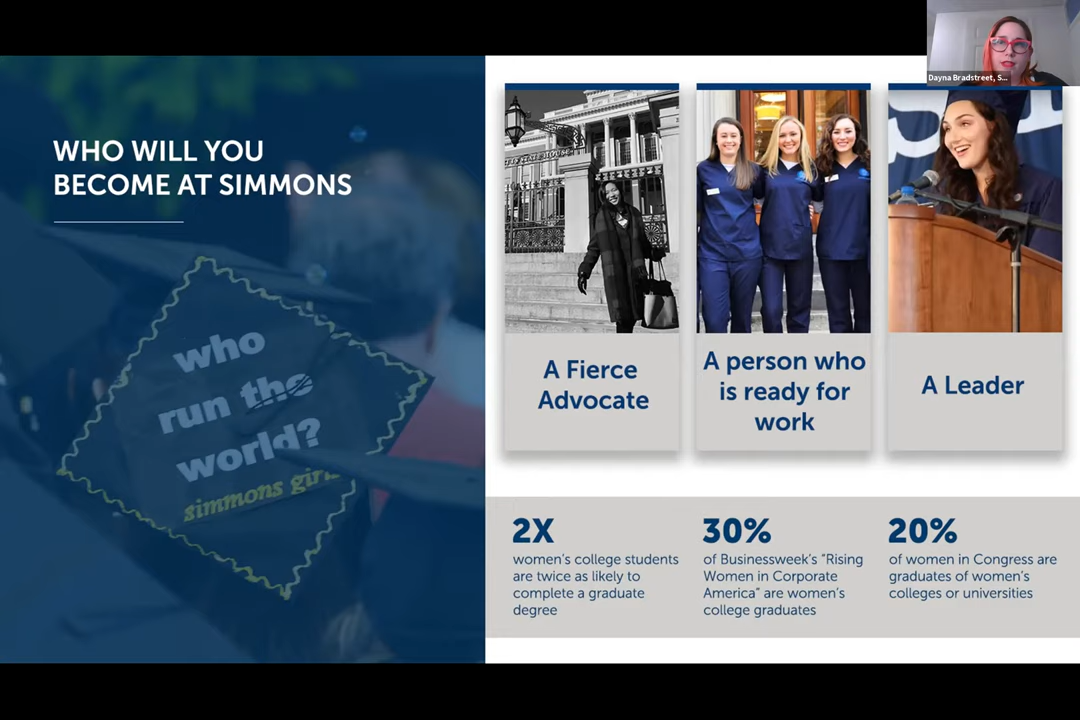 Dayna Bradstreet, S...
WHO WILL YOU
BECOME AT SIMMONS
who
run the
world?
simmons girls
A Fierce
Advocate
A person who
is ready for
work
A Leader
2X
women's college students
are twice as likely to
complete a graduate
degree
30%
of Businessweek's "Rising
Women in Corporate
America" are women's
college graduates
20%
of women in Congress are
graduates of women's
colleges or universities